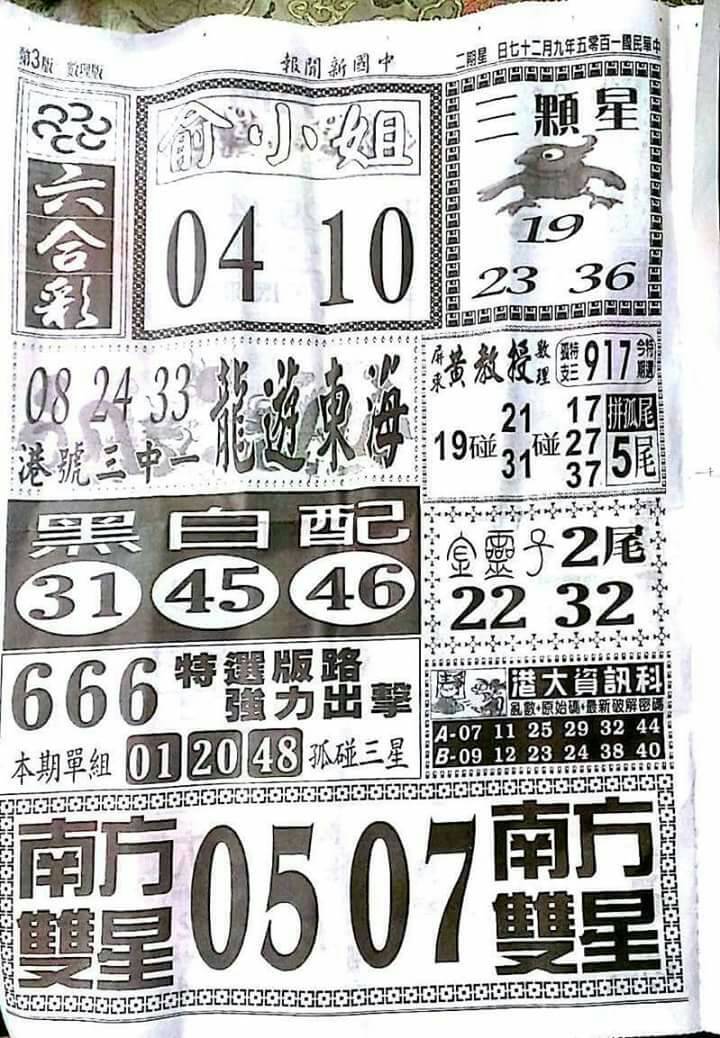 第3版 數理版
中國新聞報
中華民國一百零五年九月二十七日 星期二
六合彩
俞小姐
04 10
三顆星
19
23 36
08 24 33
港號三中一
龍遊東海
屏東黃教授數理
孤支
特三
917
今特
19碰
21
31
碰
17
27
37
拼孤尾
5尾
黑白配
31 45 46
靈子 2尾
22 32
666
特選版路
強力出擊
本期單組 01 20 48 孤碰三星
港大資訊科
亂數+原始碼+最新破解密碼
A-07 11 25 29 32 44
B-09 12 23 24 38 40
南方雙星
05 07
南方雙星